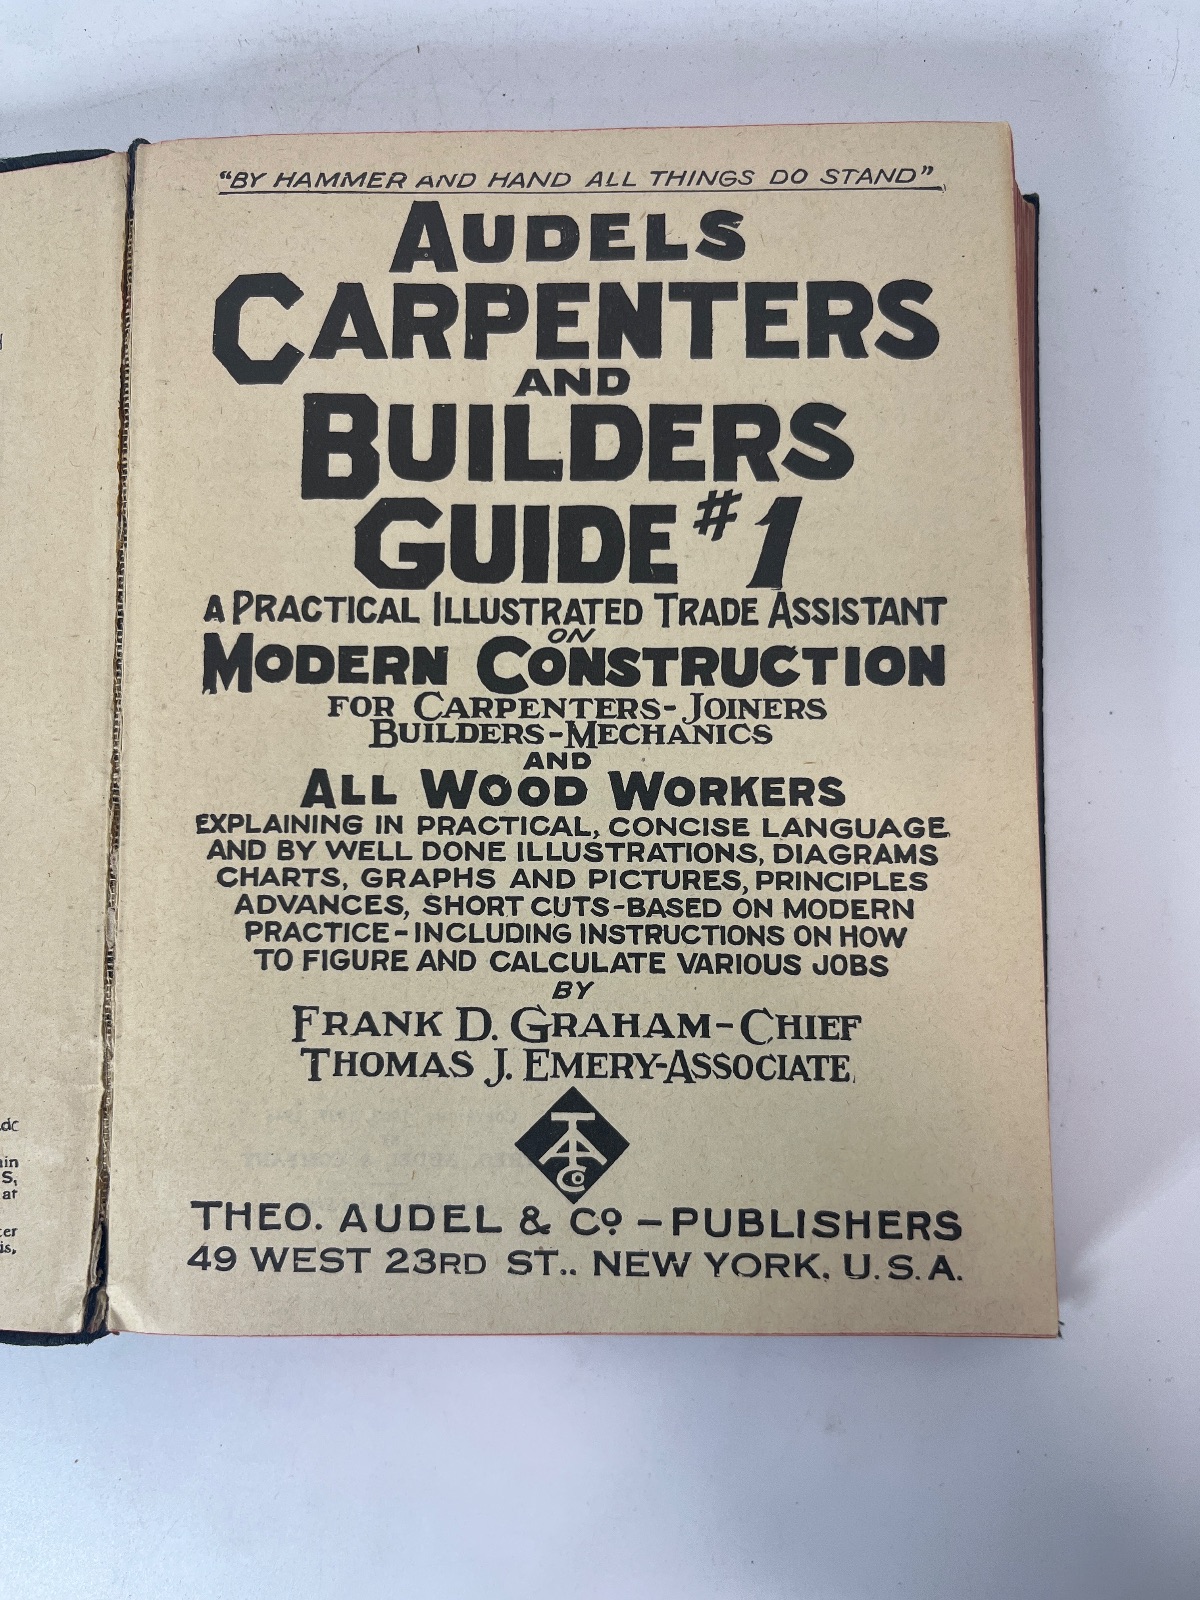 "BY HAMMER AND HAND ALL THINGS DO STAND"
AUDELS
CARPENTERS
AND
BUILDERS
GUIDE #1
A PRACTICAL ILLUSTRATED TRADE ASSISTANT
ON
MODERN CONSTRUCTION
FOR CARPENTERS-JOINERS
BUILDERS-MECHANICS
AND
ALL WOOD WORKERS
EXPLAINING IN PRACTICAL, CONCISE LANGUAGE
AND BY WELL DONE ILLUSTRATIONS, DIAGRAMS
CHARTS, GRAPHS AND PICTURES, PRINCIPLES
ADVANCES, SHORT CUTS-BASED ON MODERN
PRACTICE-INCLUDING INSTRUCTIONS ON HOW
TO FIGURE AND CALCULATE VARIOUS JOBS
BY
FRANK D. GRAHAM-CHIEF
THOMAS J. EMERY-ASSOCIATE
TA Co
THEO. AUDEL & Co - PUBLISHERS
49 WEST 23RD ST.. NEW YORK. U.S.A.
S,
at